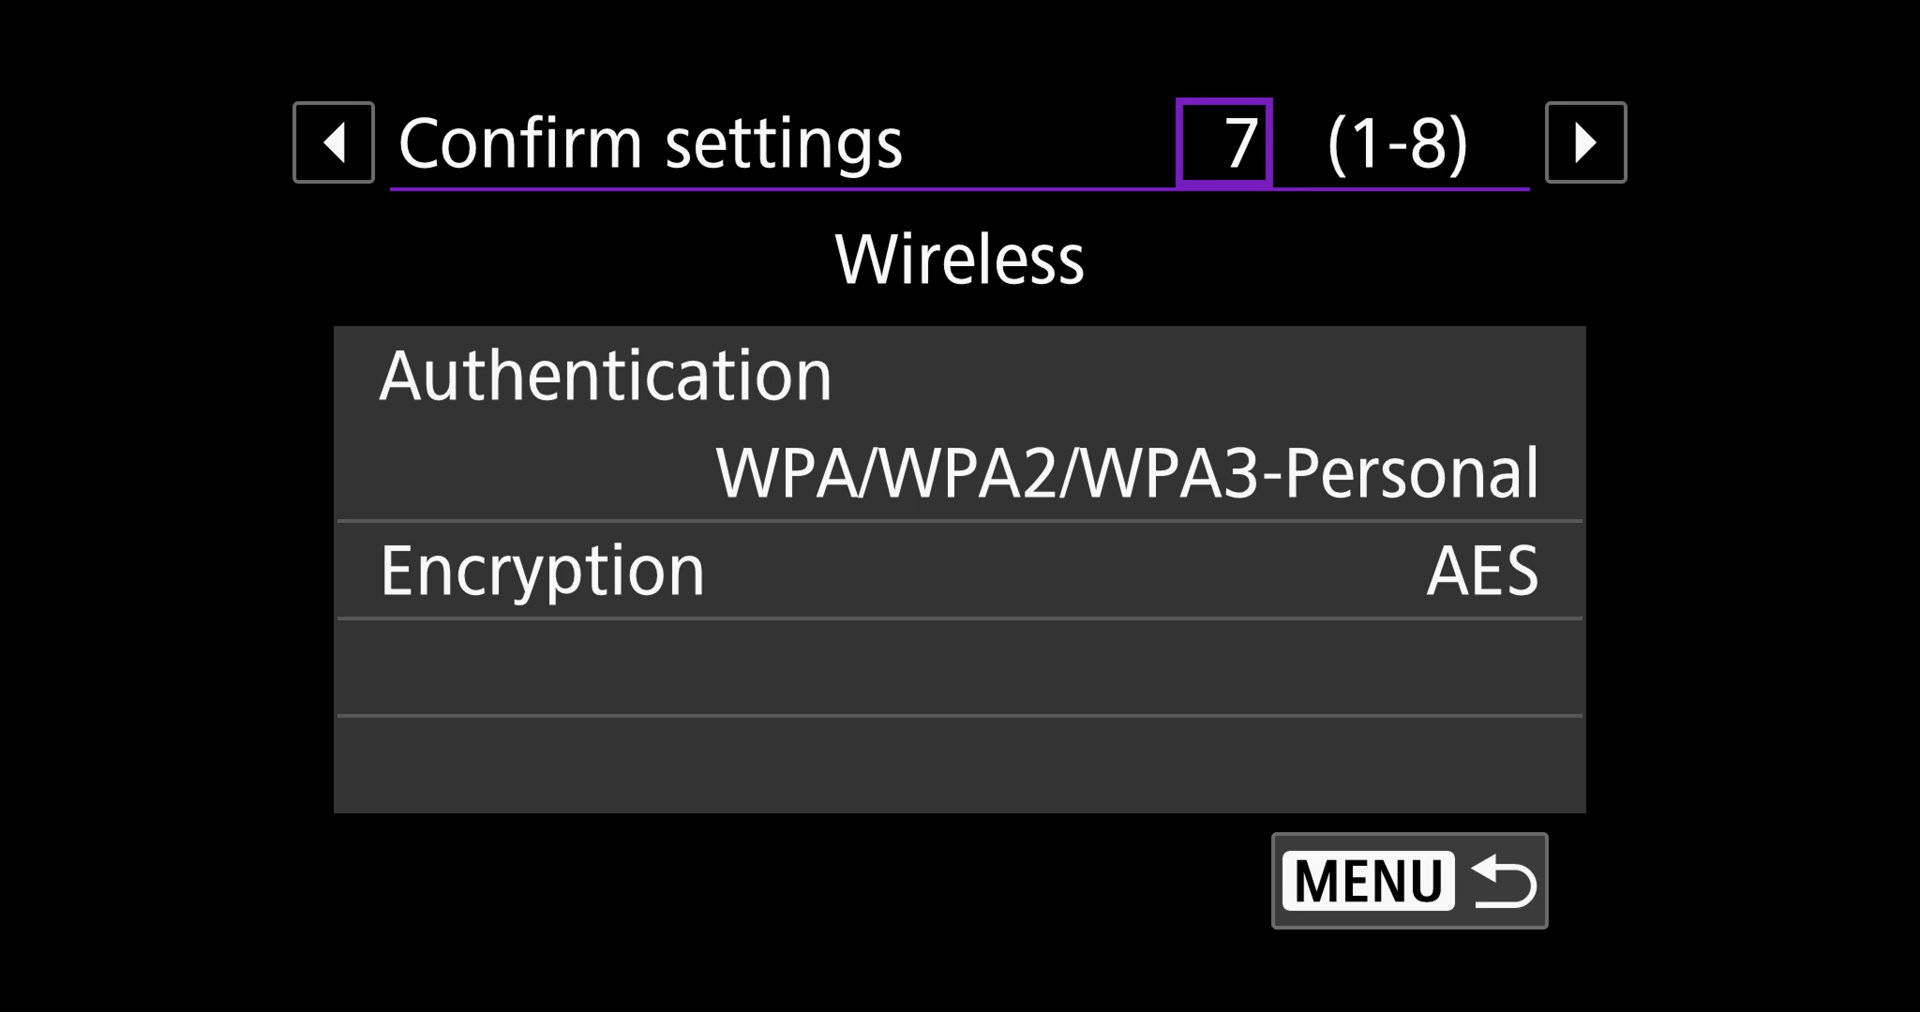 Confirm settings 7 (1-8)
Wireless
Authentication
WPA/WPA2/WPA3-Personal
Encryption AES
MENU